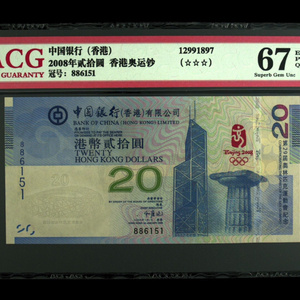 ACG
GUARANTY
中国银行（香港）
2008年贰拾圆 香港奥运钞
冠号：886151
12991897
（☆☆☆）
67
Superb Gem Unc
中國銀行(香港)有限公司
BANK OF CHINA (HONG KONG) LIMITED
港幣貳拾圓
TWENTY
HONG KONG DOLLARS
20
886151
Beijing 2008
20
886151
20